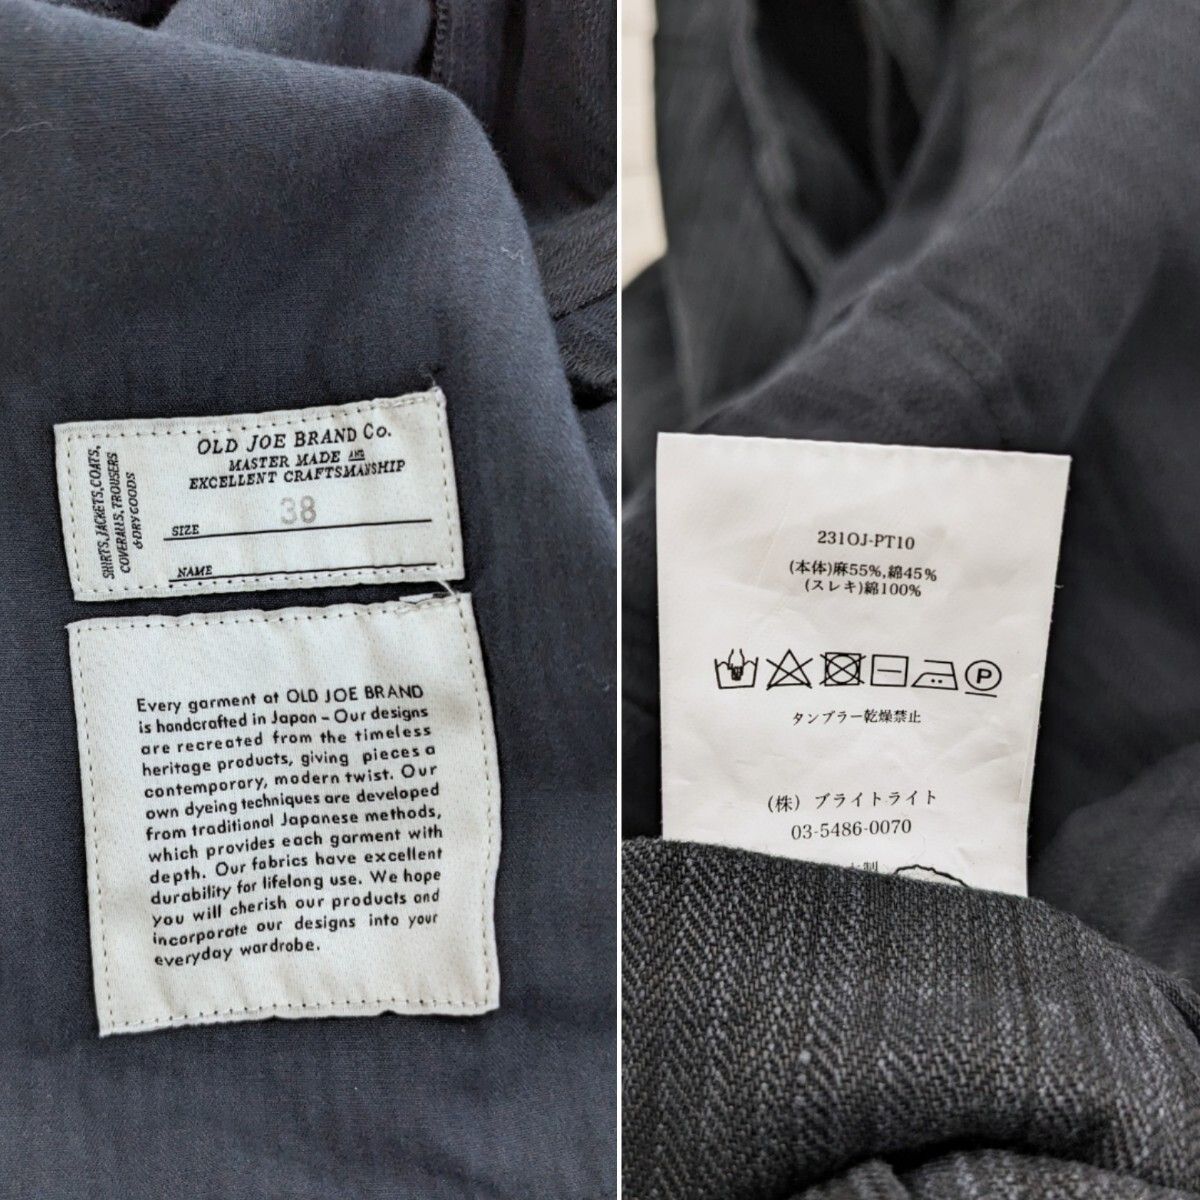 OLD JOE BRAND Co.
MASTER MADE AND
EXCELLENT CRAFTSMANSHIP
SIZE 38
NAME
SHIRTS, JACKETS, COATS,
COVERALLS, TROUSERS
& DRY GOODS
Every garment at OLD JOE BRAND
is handcrafted in Japan - Our designs
are recreated from the timeless
heritage products, giving pieces a
contemporary, modern twist. Our
own dyeing techniques are developed
from traditional Japanese methods,
which provides each garment with
depth. Our fabrics have excellent
durability for lifelong use. We hope
you will cherish our products and
incorporate our designs into your
everyday wardrobe.
231OJ-PT10
(本体)麻55%,綿45%
(スレキ)綿100%
P
タンブラー乾燥禁止
(株) ブライトライト
03-5486-0070